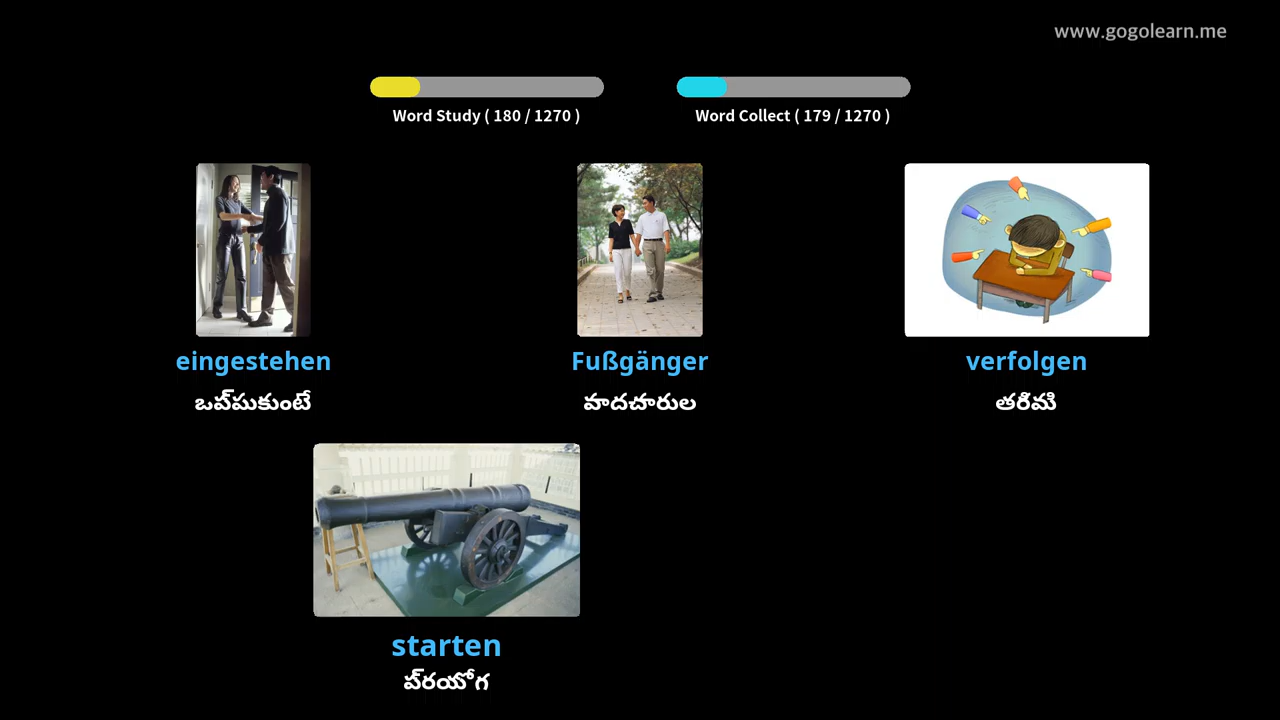 www.gogolearn.me
Word Study ( 180 / 1270 )
Word Collect ( 179 / 1270 )
eingestehen
ఒప్పుకుంటే
Fußgänger
పాదచారుల
verfolgen
తరిమి
starten
ప్రయోగ